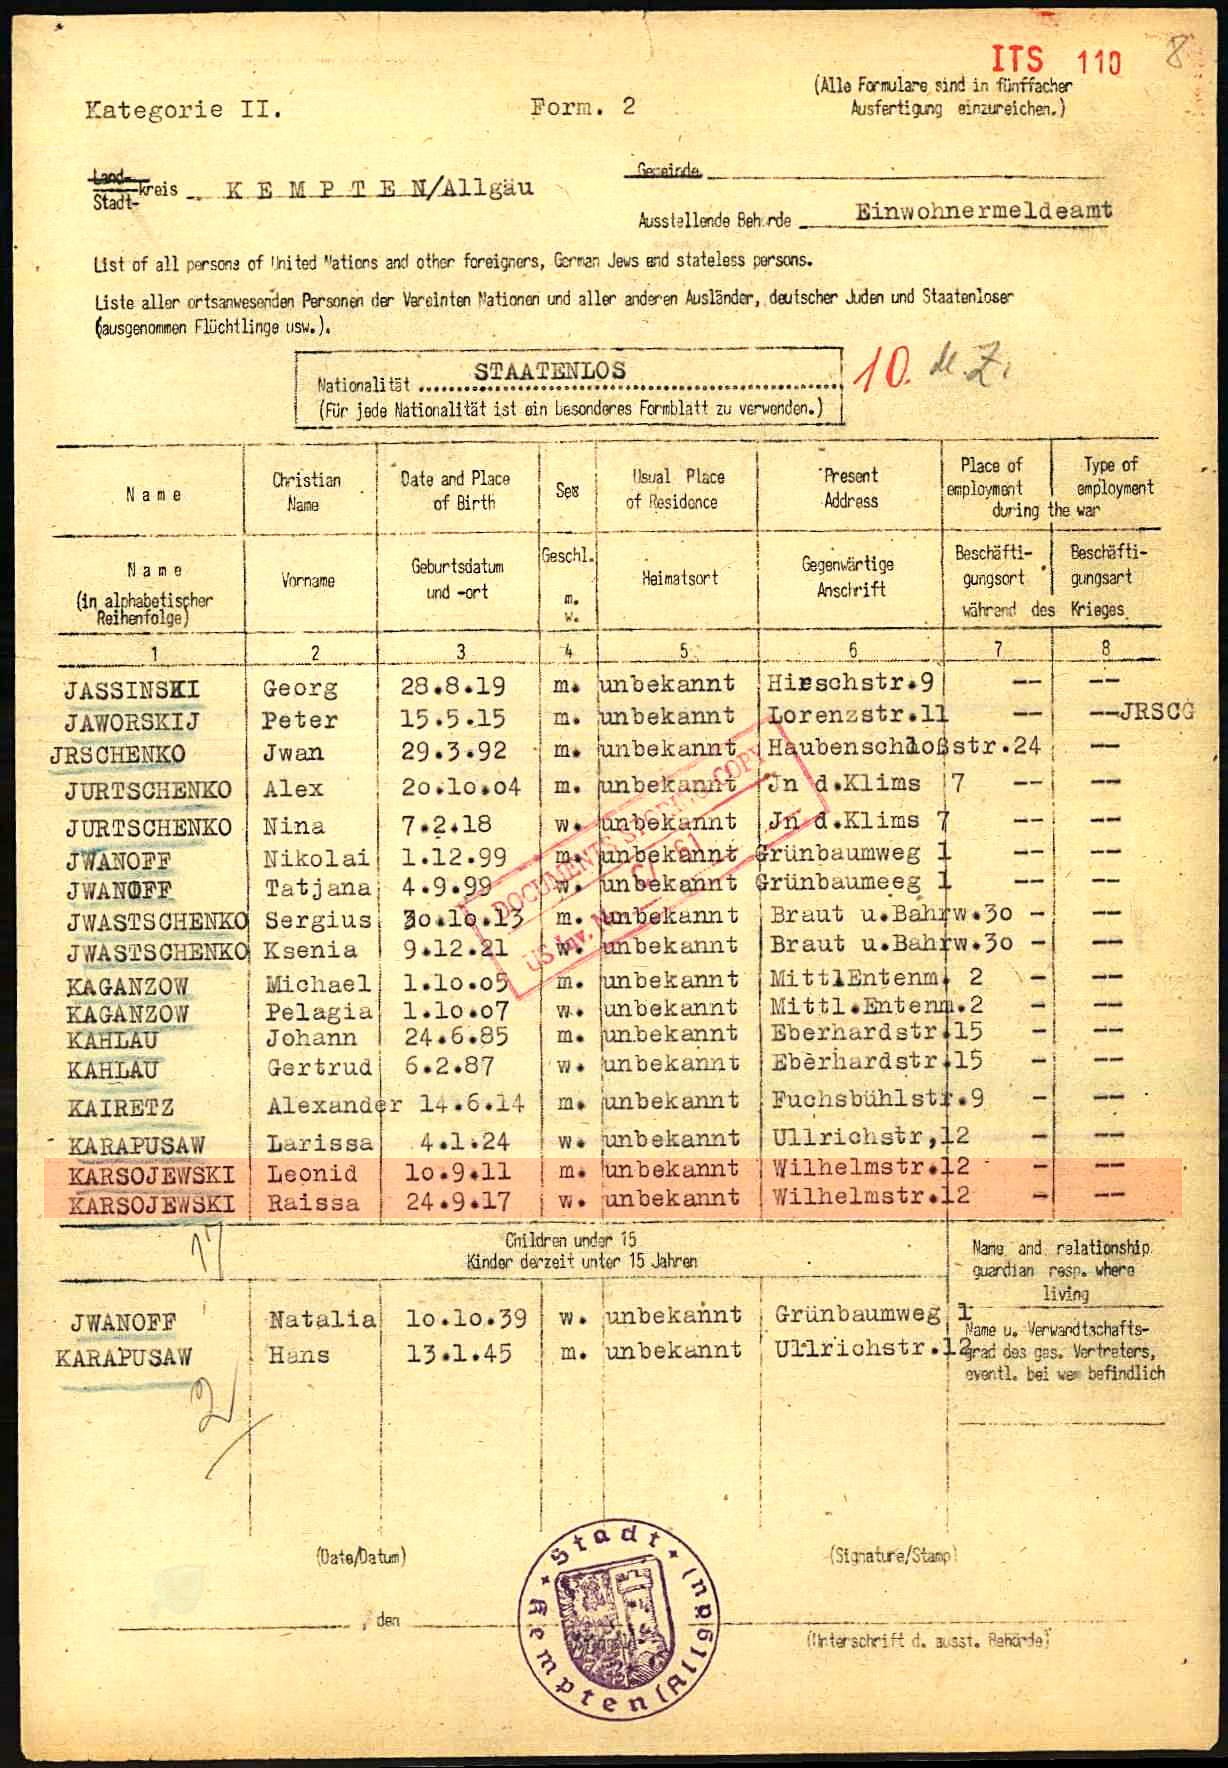 ITS 110 8
(Alle Formulare sind in fünffacher
Ausfertigung einzureichen.)
Kategorie II. Form. 2
Land-
Stadt- kreis KEMPTEN/Allgäu
Gemeinde
Ausstellende Behörde Einwohnermeldeamt
List of all persons of United Nations and other foreigners, German Jews and stateless persons.
Liste aller ortsanwesenden Personen der Vereinten Nationen und aller anderen Ausländer, deutscher Juden und Staatenloser
(ausgenommen Flüchtlinge usw.).
Nationalität STAATENLOS
(Für jede Nationalität ist ein besonderes Formblatt zu verwenden.)
10.
Name | Christian Name | Date and Place of Birth | Sex | Usual Place of Residence | Present Address | Place of employment | Type of employment
during the war
Name (in alphabetischer Reihenfolge) | Vorname | Geburtsdatum und -ort | Geschl. m. w. | Heimatsort | Gegenwärtige Anschrift | Beschäfti-gungsort | Beschäfti-gungsart
während des Krieges
1 2 3 4 5 6 7 8
JASSINSKI Georg 28.8.19 m. unbekannt Hirschstr.9 -- --
JAWORSKIJ Peter 15.5.15 m. unbekannt Lorenzstr.11 -- --JRSCG
JRSCHENKO Jwan 29.3.92 m. unbekannt Haubenschloßstr.24 --
JURTSCHENKO Alex 20.10.04 m. unbekannt Jn d.Klims 7 -- --
JURTSCHENKO Nina 7.2.18 w. unbekannt Jn d.Klims 7 -- --
JWANOFF Nikolai 1.12.99 m. unbekannt Grünbaumweg 1 -- --
JWANOFF Tatjana 4.9.99 w. unbekannt Grünbaumeeg 1 -- --
JWASTSCHENKO Sergius 30.10.13 m. unbekannt Braut u.Bahrw.30 - --
JWASTSCHENKO Ksenia 9.12.21 w. unbekannt Braut u.Bahrw.30 - --
KAGANZOW Michael 1.10.05 m. unbekannt MittlEntenm. 2 - --
KAGANZOW Pelagia 1.10.07 w. unbekannt Mittl.Entenm.2 - --
KAHLAU Johann 24.6.85 m. unbekannt Eberhardstr.15 - --
KAHLAU Gertrud 6.2.87 w. unbekannt Eberhardstr.15 - --
KAIRETZ Alexander 14.6.14 m. unbekannt Fuchsbühlstr.9 - --
KARAPUSAW Larissa 4.1.24 w. unbekannt Ullrichstr,12 - --
KARSOJEWSKI Leonid 10.9.11 m. unbekannt Wilhelmstr.12 - --
KARSOJEWSKI Raissa 24.9.17 w. unbekannt Wilhelmstr.12 - --
DOCUMENTS COPY
17
Children under 15
Kinder derzeit unter 15 Jahren
Name and relationship
guardian resp. where
living
Name u. Verwandtschafts-
grad des ges. Vertreters,
eventl. bei wem befindlich
JWANOFF Natalia 10.10.39 w. unbekannt Grünbaumweg 1
KARAPUSAW Hans 13.1.45 m. unbekannt Ullrichstr.12
2
(Date/Datum) (Signature/Stamp)
, den
(Unterschrift d. ausst. Behörde)
Stadt Kempten (Allgäu)